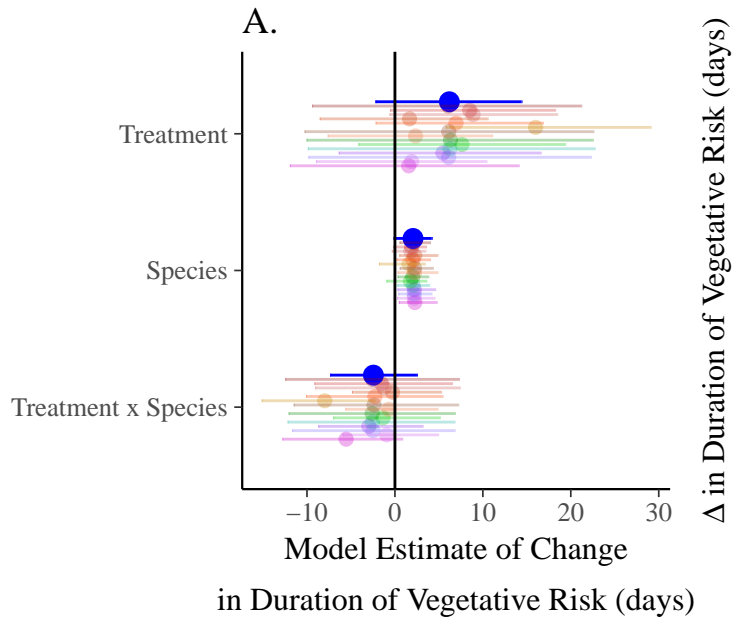 A.
Treatment
Species
Treatment x Species
−10 0 10 20 30
Model Estimate of Change
in Duration of Vegetative Risk (days)
Δ in Duration of Vegetative Risk (days)